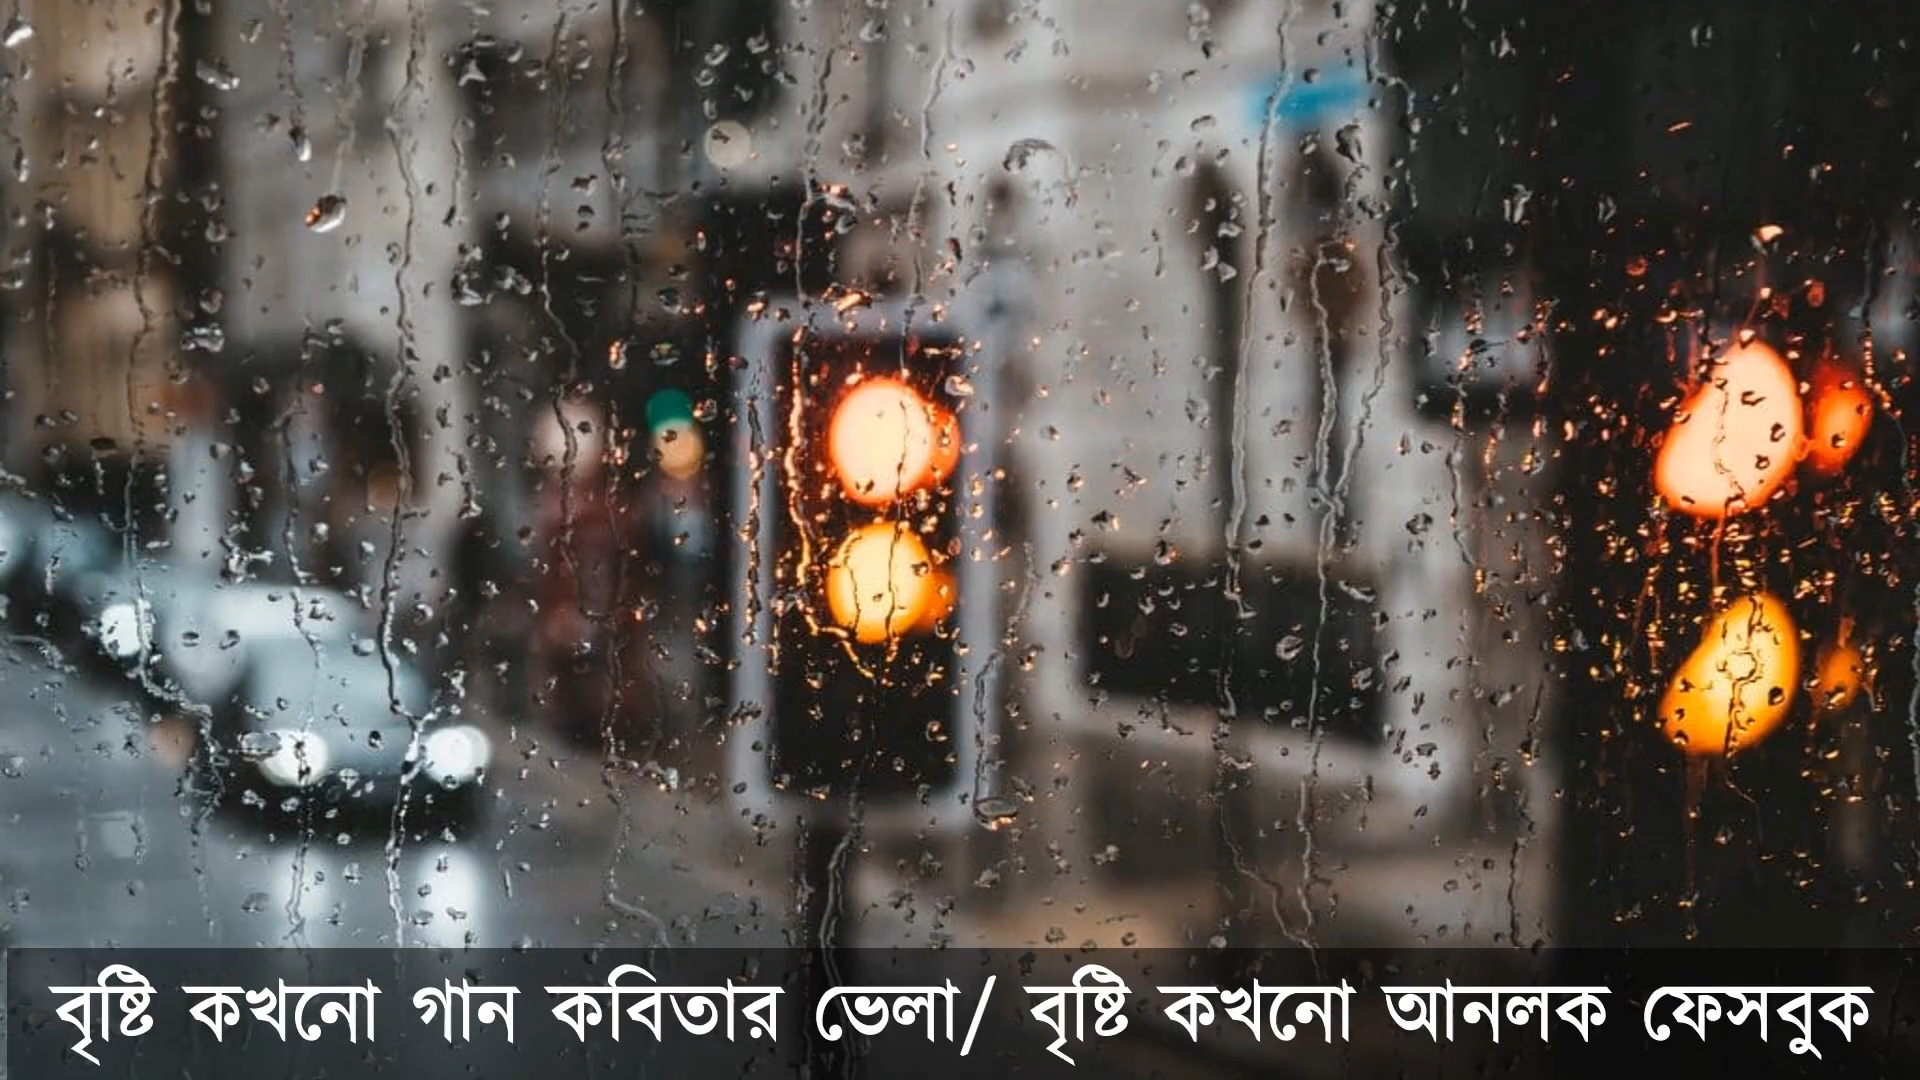 বৃষ্টি কখনো গান কবিতার ভেলা/ বৃষ্টি কখনো আনলক ফেসবুক